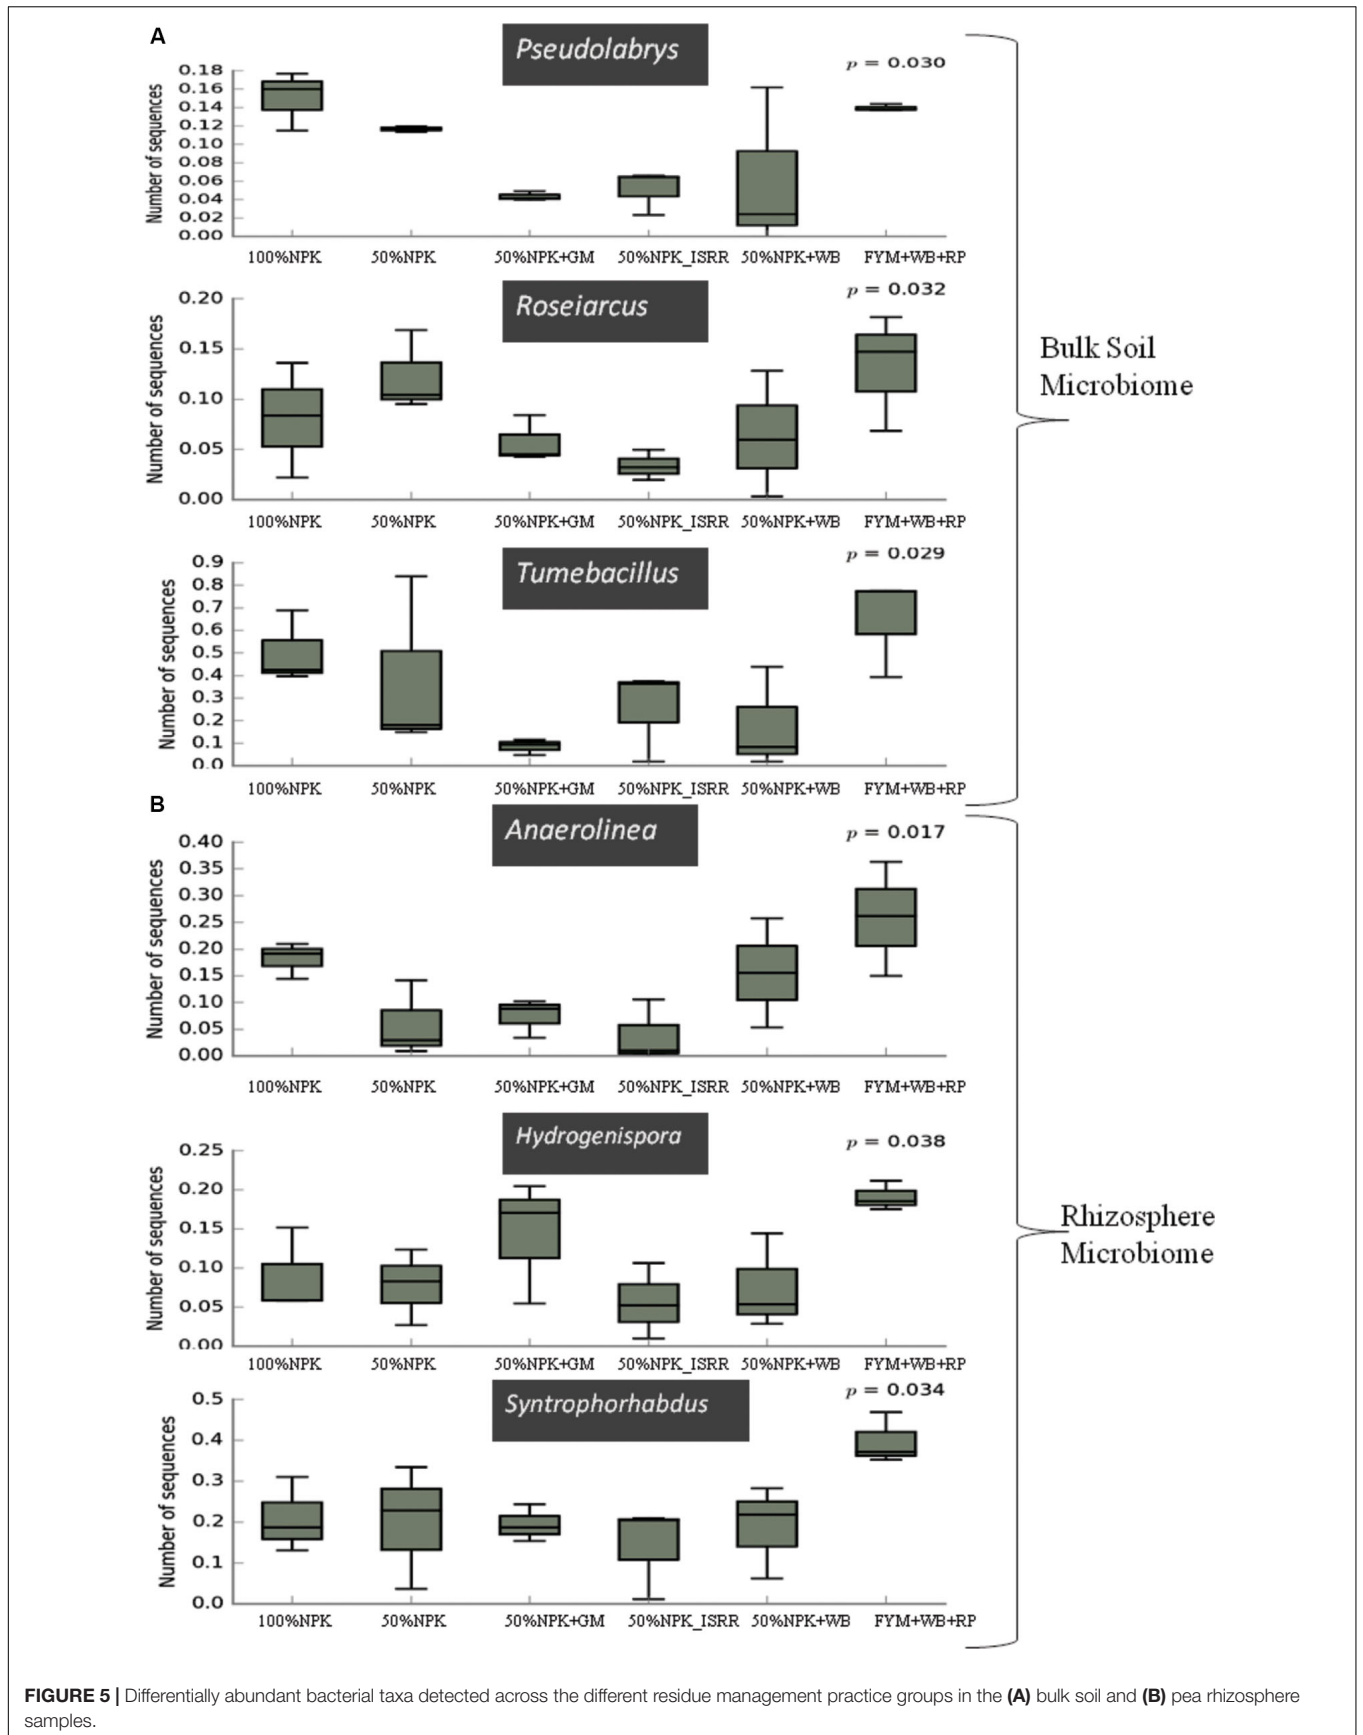 A
Pseudolabrys
p = 0.030
Number of sequences
0.18
0.16
0.14
0.12
0.10
0.08
0.06
0.04
0.02
0.00
100%NPK 50%NPK 50%NPK+GM 50%NPK_ISRR 50%NPK+WB FYM+WB+RP
Roseiarcus
p = 0.032
Number of sequences
0.20
0.15
0.10
0.05
0.00
100%NPK 50%NPK 50%NPK+GM 50%NPK_ISRR 50%NPK+WB FYM+WB+RP
Bulk Soil
Microbiome
Tumebacillus
p = 0.029
Number of sequences
0.9
0.8
0.7
0.6
0.5
0.4
0.3
0.2
0.1
0.0
100%NPK 50%NPK 50%NPK+GM 50%NPK_ISRR 50%NPK+WB FYM+WB+RP
B
Anaerolinea
p = 0.017
Number of sequences
0.40
0.35
0.30
0.25
0.20
0.15
0.10
0.05
0.00
100%NPK 50%NPK 50%NPK+GM 50%NPK_ISRR 50%NPK+WB FYM+WB+RP
Hydrogenispora
p = 0.038
Number of sequences
0.25
0.20
0.15
0.10
0.05
0.00
100%NPK 50%NPK 50%NPK+GM 50%NPK_ISRR 50%NPK+WB FYM+WB+RP
Rhizosphere
Microbiome
Syntrophorhabdus
p = 0.034
Number of sequences
0.5
0.4
0.3
0.2
0.1
0.0
100%NPK 50%NPK 50%NPK+GM 50%NPK_ISRR 50%NPK+WB FYM+WB+RP
FIGURE 5 | Differentially abundant bacterial taxa detected across the different residue management practice groups in the (A) bulk soil and (B) pea rhizosphere
samples.